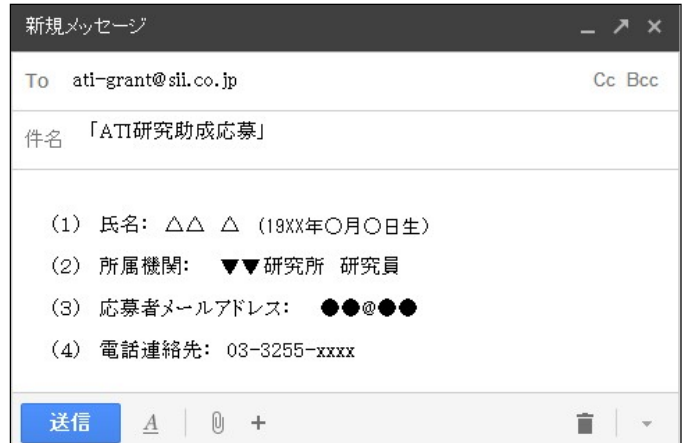 新規メッセージ
To ati-grant@sii.co.jp Cc Bcc
件名 「ATI研究助成応募」
(1) 氏名: △△ △ (19XX年○月○日生)
(2) 所属機関: ▼▼研究所 研究員
(3) 応募者メールアドレス: ●●@●●
(4) 電話連絡先: 03-3255-xxxx
送信 A